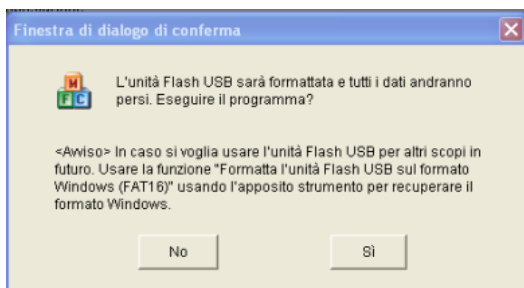 Finestra di dialogo di conferma
L'unità Flash USB sarà formattata e tutti i dati andranno
persi. Eseguire il programma?
<Avviso> In caso si voglia usare l'unità Flash USB per altri scopi in
futuro. Usare la funzione "Formatta l'unità Flash USB sul formato
Windows (FAT16)" usando l'apposito strumento per recuperare il
formato Windows.
No
Sì